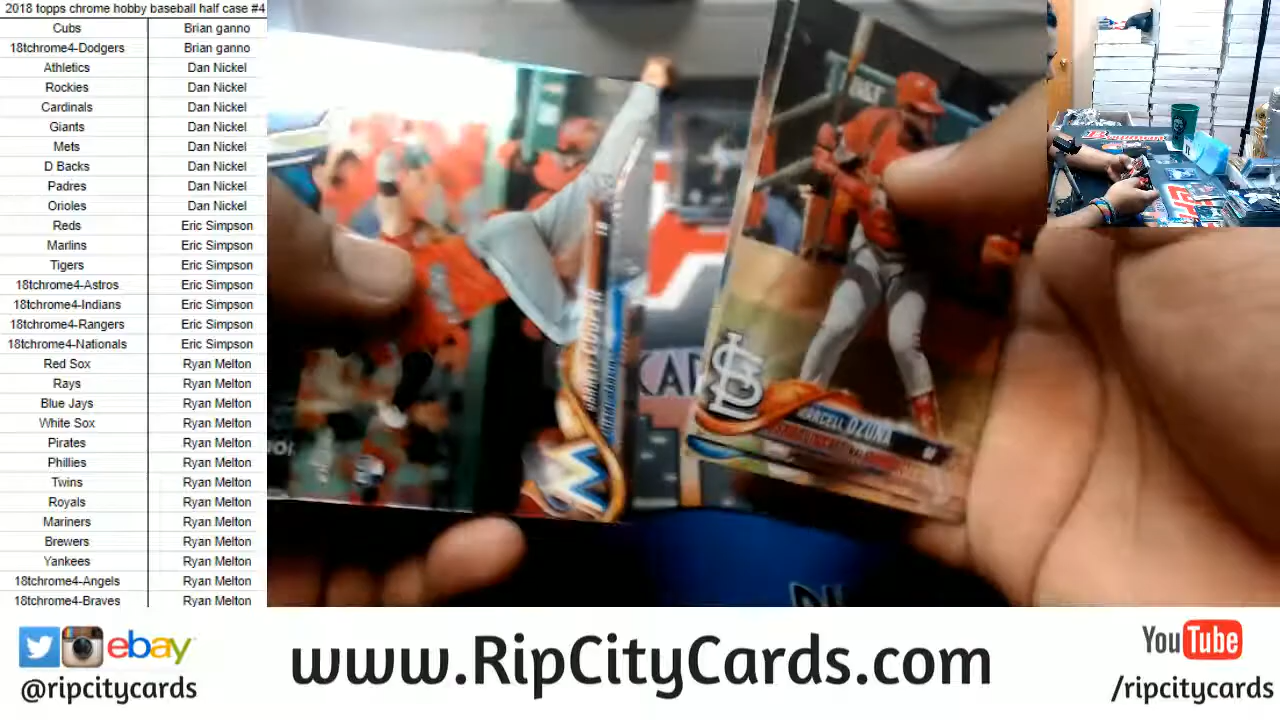 2018 topps chrome hobby baseball half case #4
Cubs Brian ganno
18tchrome4-Dodgers Brian ganno
Athletics Dan Nickel
Rockies Dan Nickel
Cardinals Dan Nickel
Giants Dan Nickel
Mets Dan Nickel
D Backs Dan Nickel
Padres Dan Nickel
Orioles Dan Nickel
Reds Eric Simpson
Marlins Eric Simpson
Tigers Eric Simpson
18tchrome4-Astros Eric Simpson
18tchrome4-Indians Eric Simpson
18tchrome4-Rangers Eric Simpson
18tchrome4-Nationals Eric Simpson
Red Sox Ryan Melton
Rays Ryan Melton
Blue Jays Ryan Melton
White Sox Ryan Melton
Pirates Ryan Melton
Phillies Ryan Melton
Twins Ryan Melton
Royals Ryan Melton
Mariners Ryan Melton
Brewers Ryan Melton
Yankees Ryan Melton
18tchrome4-Angels Ryan Melton
18tchrome4-Braves Ryan Melton
GARRETT COOPER
MARCELL OZUNA
ebay
@ripcitycards
www.RipCityCards.com
YouTube
/ripcitycards